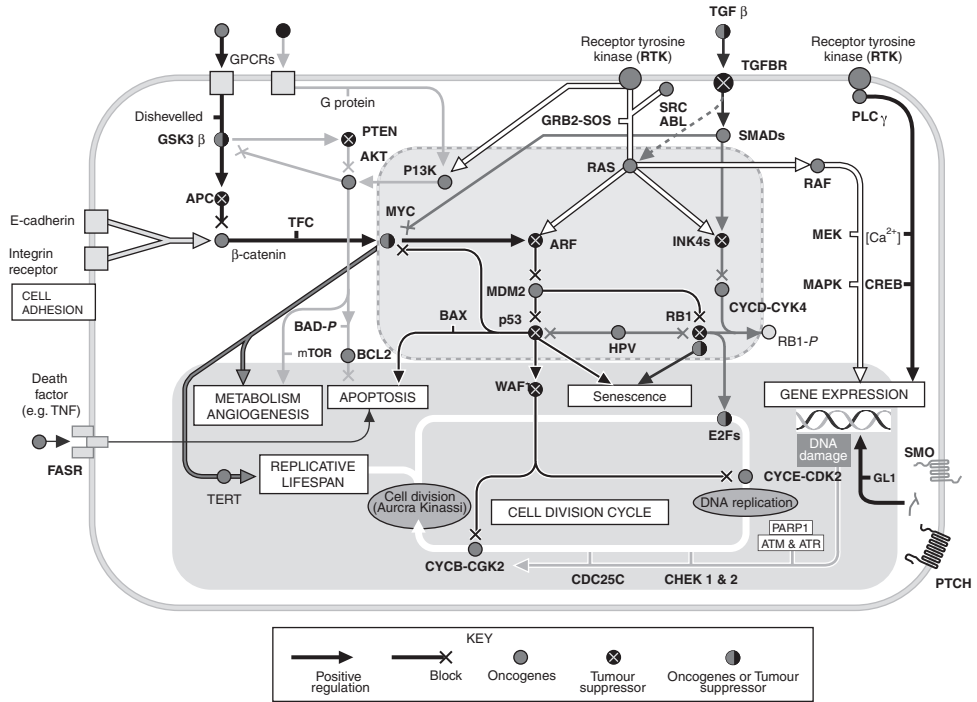 TGF β
GPCRs
Receptor tyrosine
kinase (RTK)
TGFBR
Receptor tyrosine
kinase (RTK)
G protein
SRC
ABL
GRB2-SOS
PLC γ
Dishevelled
GSK3 β
PTEN
SMADs
AKT
P13K
RAS
RAF
APC
MYC
E-cadherin
TFC
ARF
INK4s
MEK
[Ca2+]
β-catenin
Integrin
receptor
MDM2
CYCD-CYK4
MAPK
CREB
CELL
ADHESION
BAX
p53
RB1
BAD-P
HPV
RB1-P
mTOR
BCL2
Death
factor
(e.g. TNF)
METABOLISM
ANGIOGENESIS
APOPTOSIS
WAF1
Senescence
GENE EXPRESSION
E2Fs
DNA
damage
FASR
SMO
REPLICATIVE
LIFESPAN
TERT
CYCE-CDK2
GL1
Cell division
(Aurcra Kinassi)
CELL DIVISION CYCLE
DNA replication
PARP1
ATM & ATR
CYCB-CGK2
CDC25C
CHEK 1 & 2
PTCH
KEY
Positive
regulation
Block
Oncogenes
Tumour
suppressor
Oncogenes or Tumour
suppressor